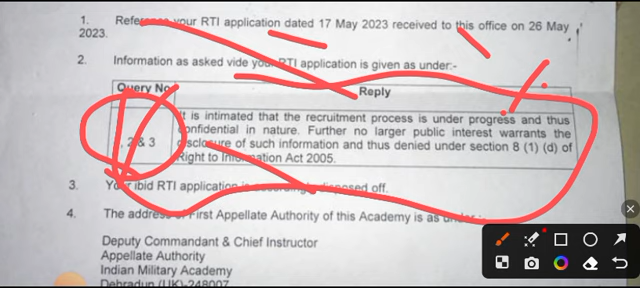 1. Reference your RTI application dated 17 May 2023 received to this office on 26 May
2023.
2. Information as asked vide your RTI application is given as under:-
Query No Reply
, 2 & 3
It is intimated that the recruitment process is under progress and thus
confidential in nature. Further no larger public interest warrants the
disclosure of such information and thus denied under section 8 (1) (d) of
Right to Information Act 2005.
3. Your ibid RTI application is accordingly disposed off.
4. The address of First Appellate Authority of this Academy is as under:-
Deputy Commandant & Chief Instructor
Appellate Authority
Indian Military Academy
Dehradun (UK)-248007